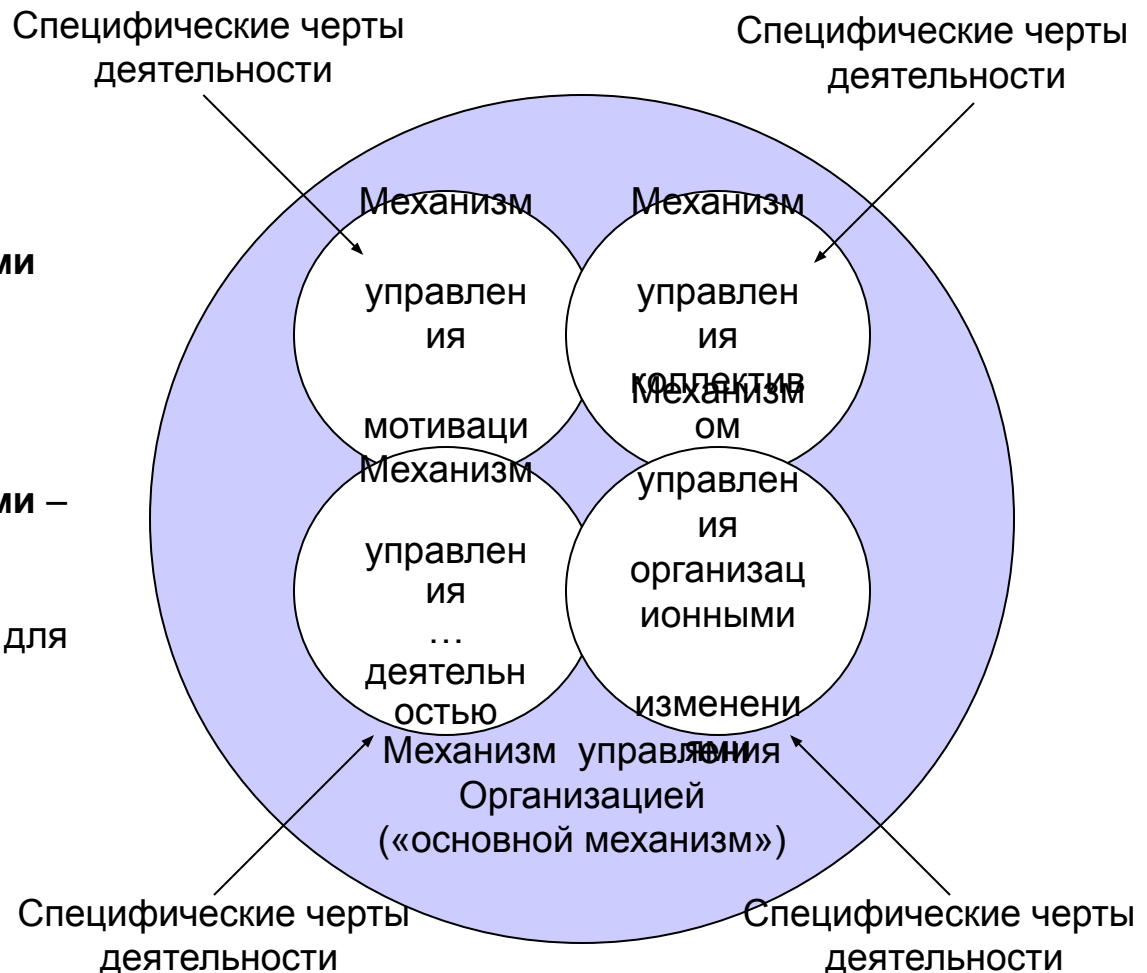 Специфические черты
деятельности
Специфические черты
деятельности
ми
ми –
для
Механизм
управлен
ия
мотиваци
Механизм
управлен
ия
коллектив
ом
Механизм
управлен
ия
…
деятельн
остью
Механизм
управлен
ия
организац
ионными
изменени
ями
Механизм управления
Организацией
(«основной механизм»)
Специфические черты
деятельности
Специфические черты
деятельности